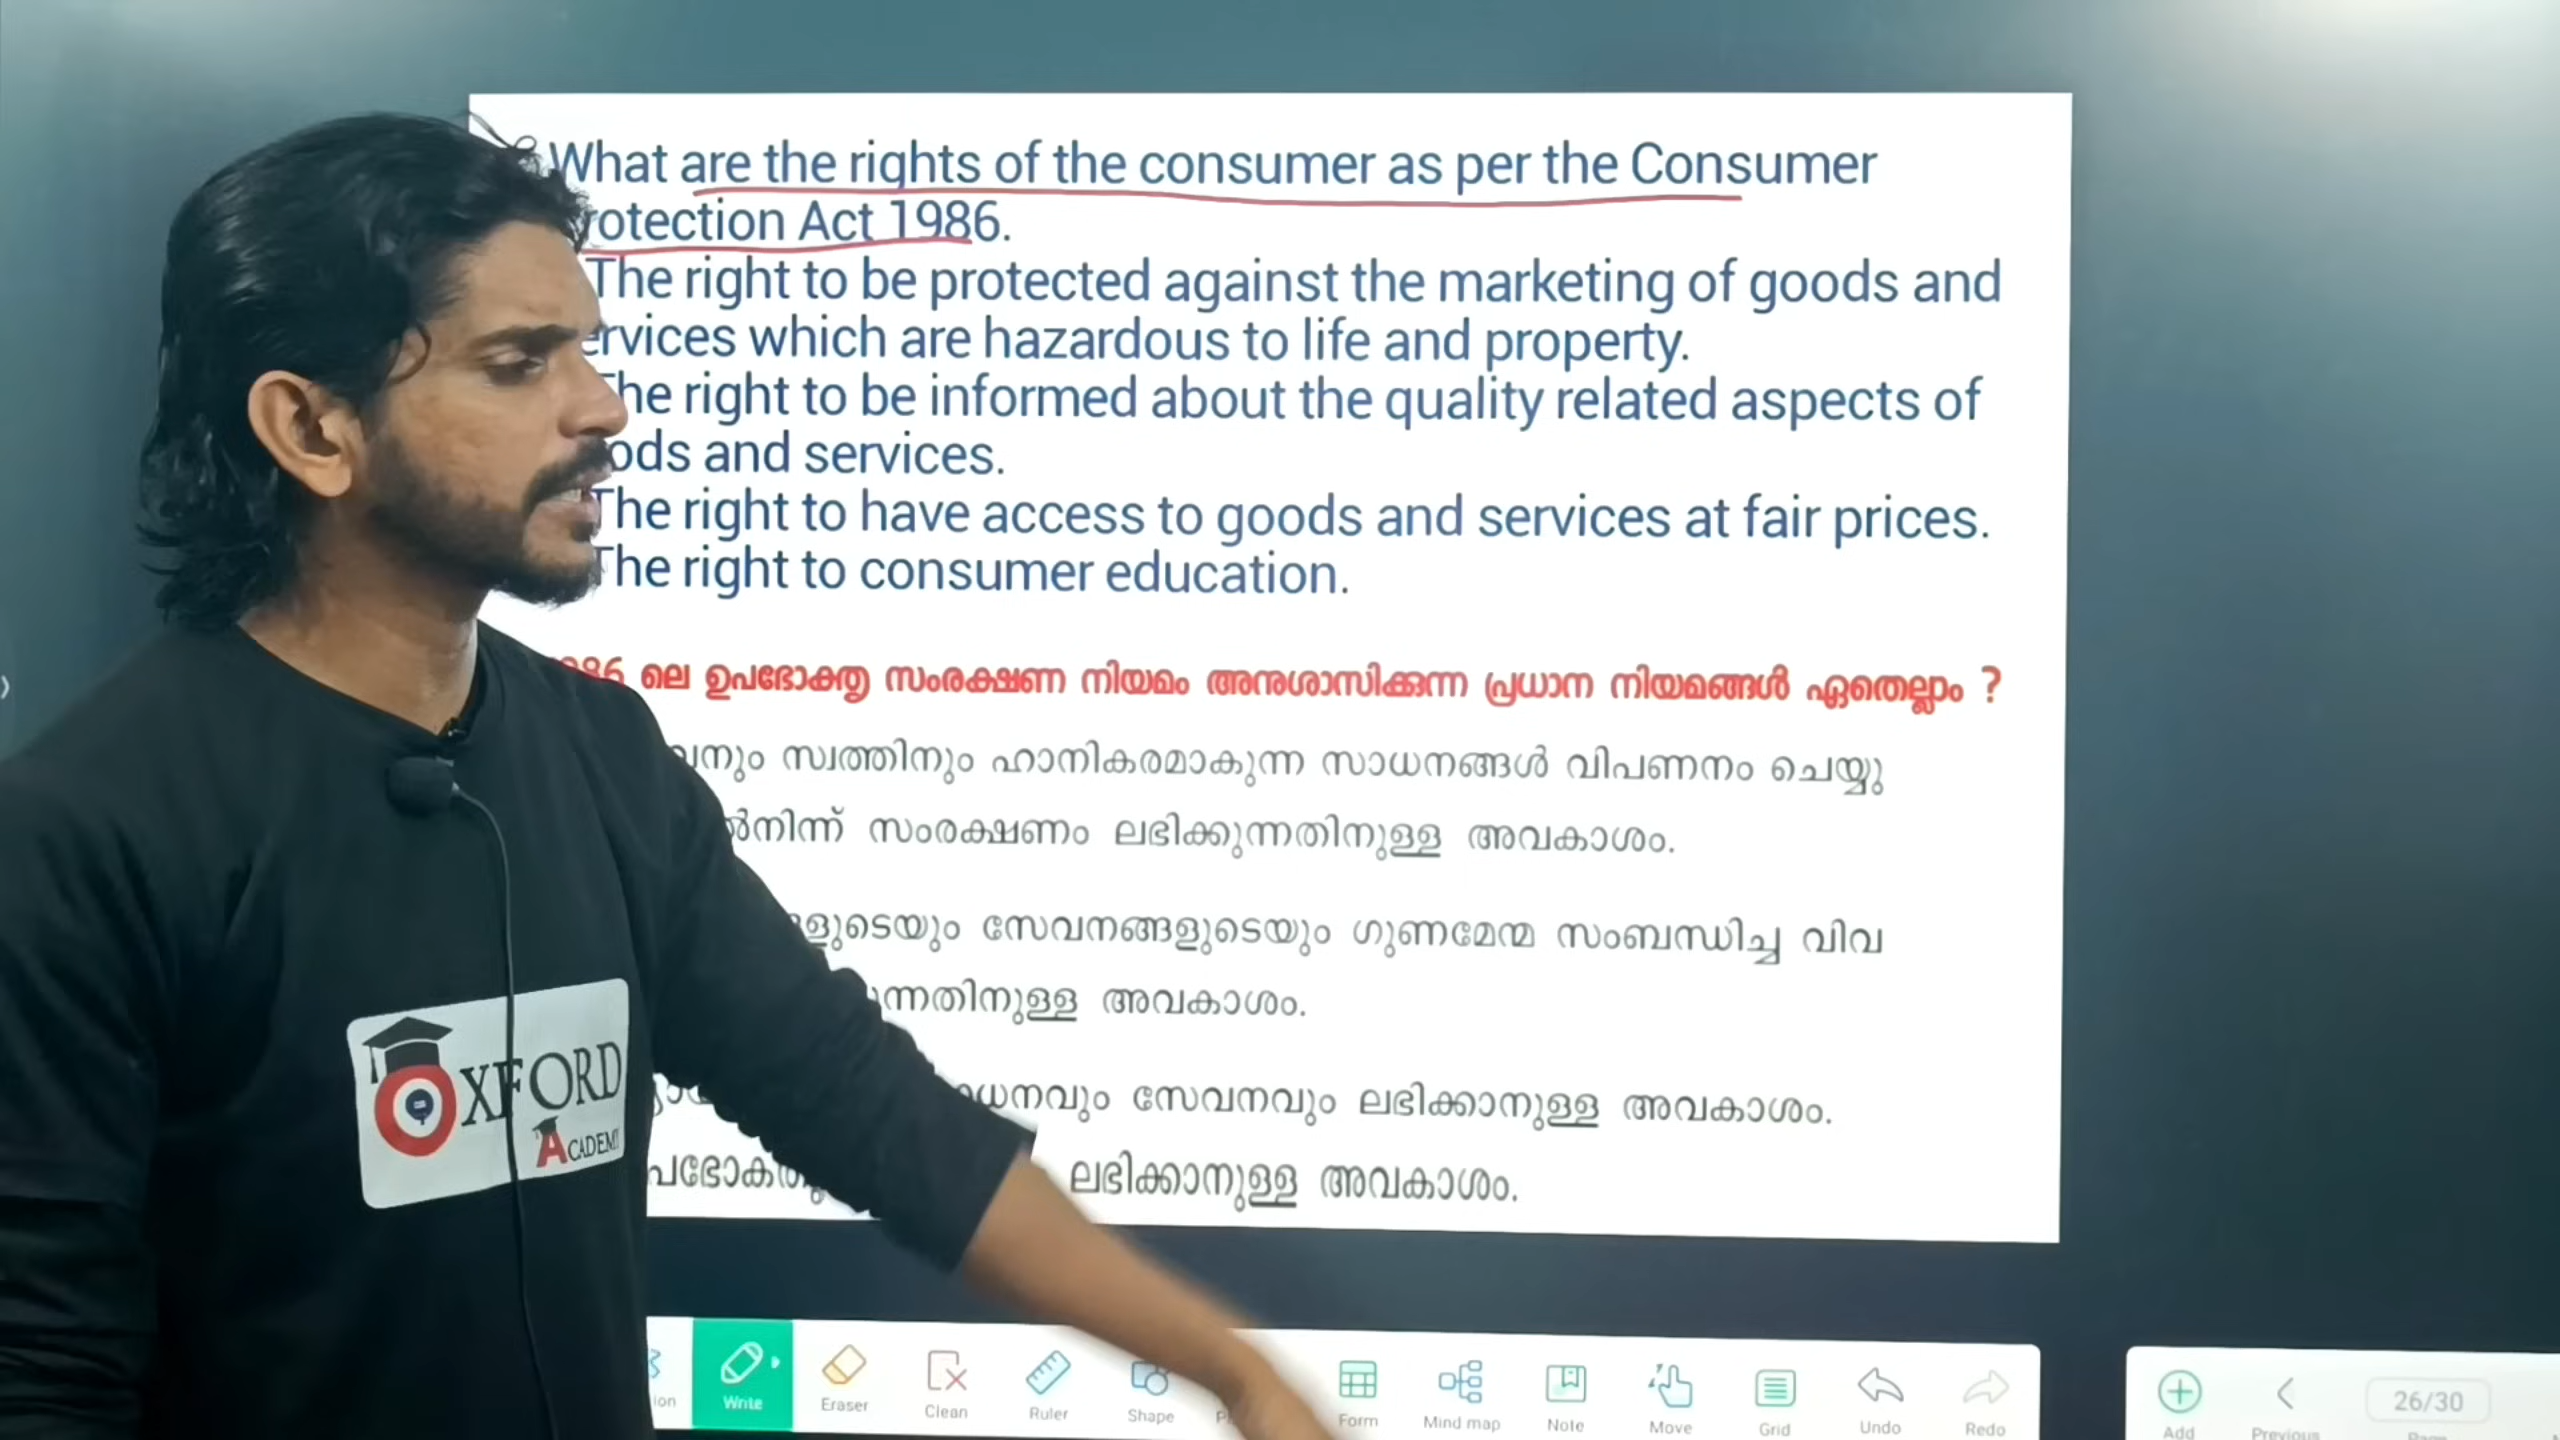 What are the rights of the consumer as per the Consumer
rotection Act 1986.
The right to be protected against the marketing of goods and
rvices which are hazardous to life and property.
The right to be informed about the quality related aspects of
ods and services.
The right to have access to goods and services at fair prices.
The right to consumer education.
ലെ ഉപഭോക്തൃ സംരക്ഷണ നിയമം അനുശാസിക്കുന്ന പ്രധാന നിയമങ്ങൾ ഏതെല്ലാം ?
സ്വത്തിനും ഹാനികരമാകുന്ന സാധനങ്ങൾ വിപണനം ചെയ്യു
ൽനിന്ന് സംരക്ഷണം ലഭിക്കുന്നതിനുള്ള അവകാശം.
ളുടെയും സേവനങ്ങളുടെയും ഗുണമേന്മ സംബന്ധിച്ച വിവ
ന്നതിനുള്ള അവകാശം.
ധനവും സേവനവും ലഭിക്കാനുള്ള അവകാശം.
ലഭിക്കാനുള്ള അവകാശം.
OXFORD
ACADEMY
Write
Eraser
Clean
Ruler
Shape
Form
Mind map
Note
Move
Grid
Undo
Redo
Add
Previous
26/30